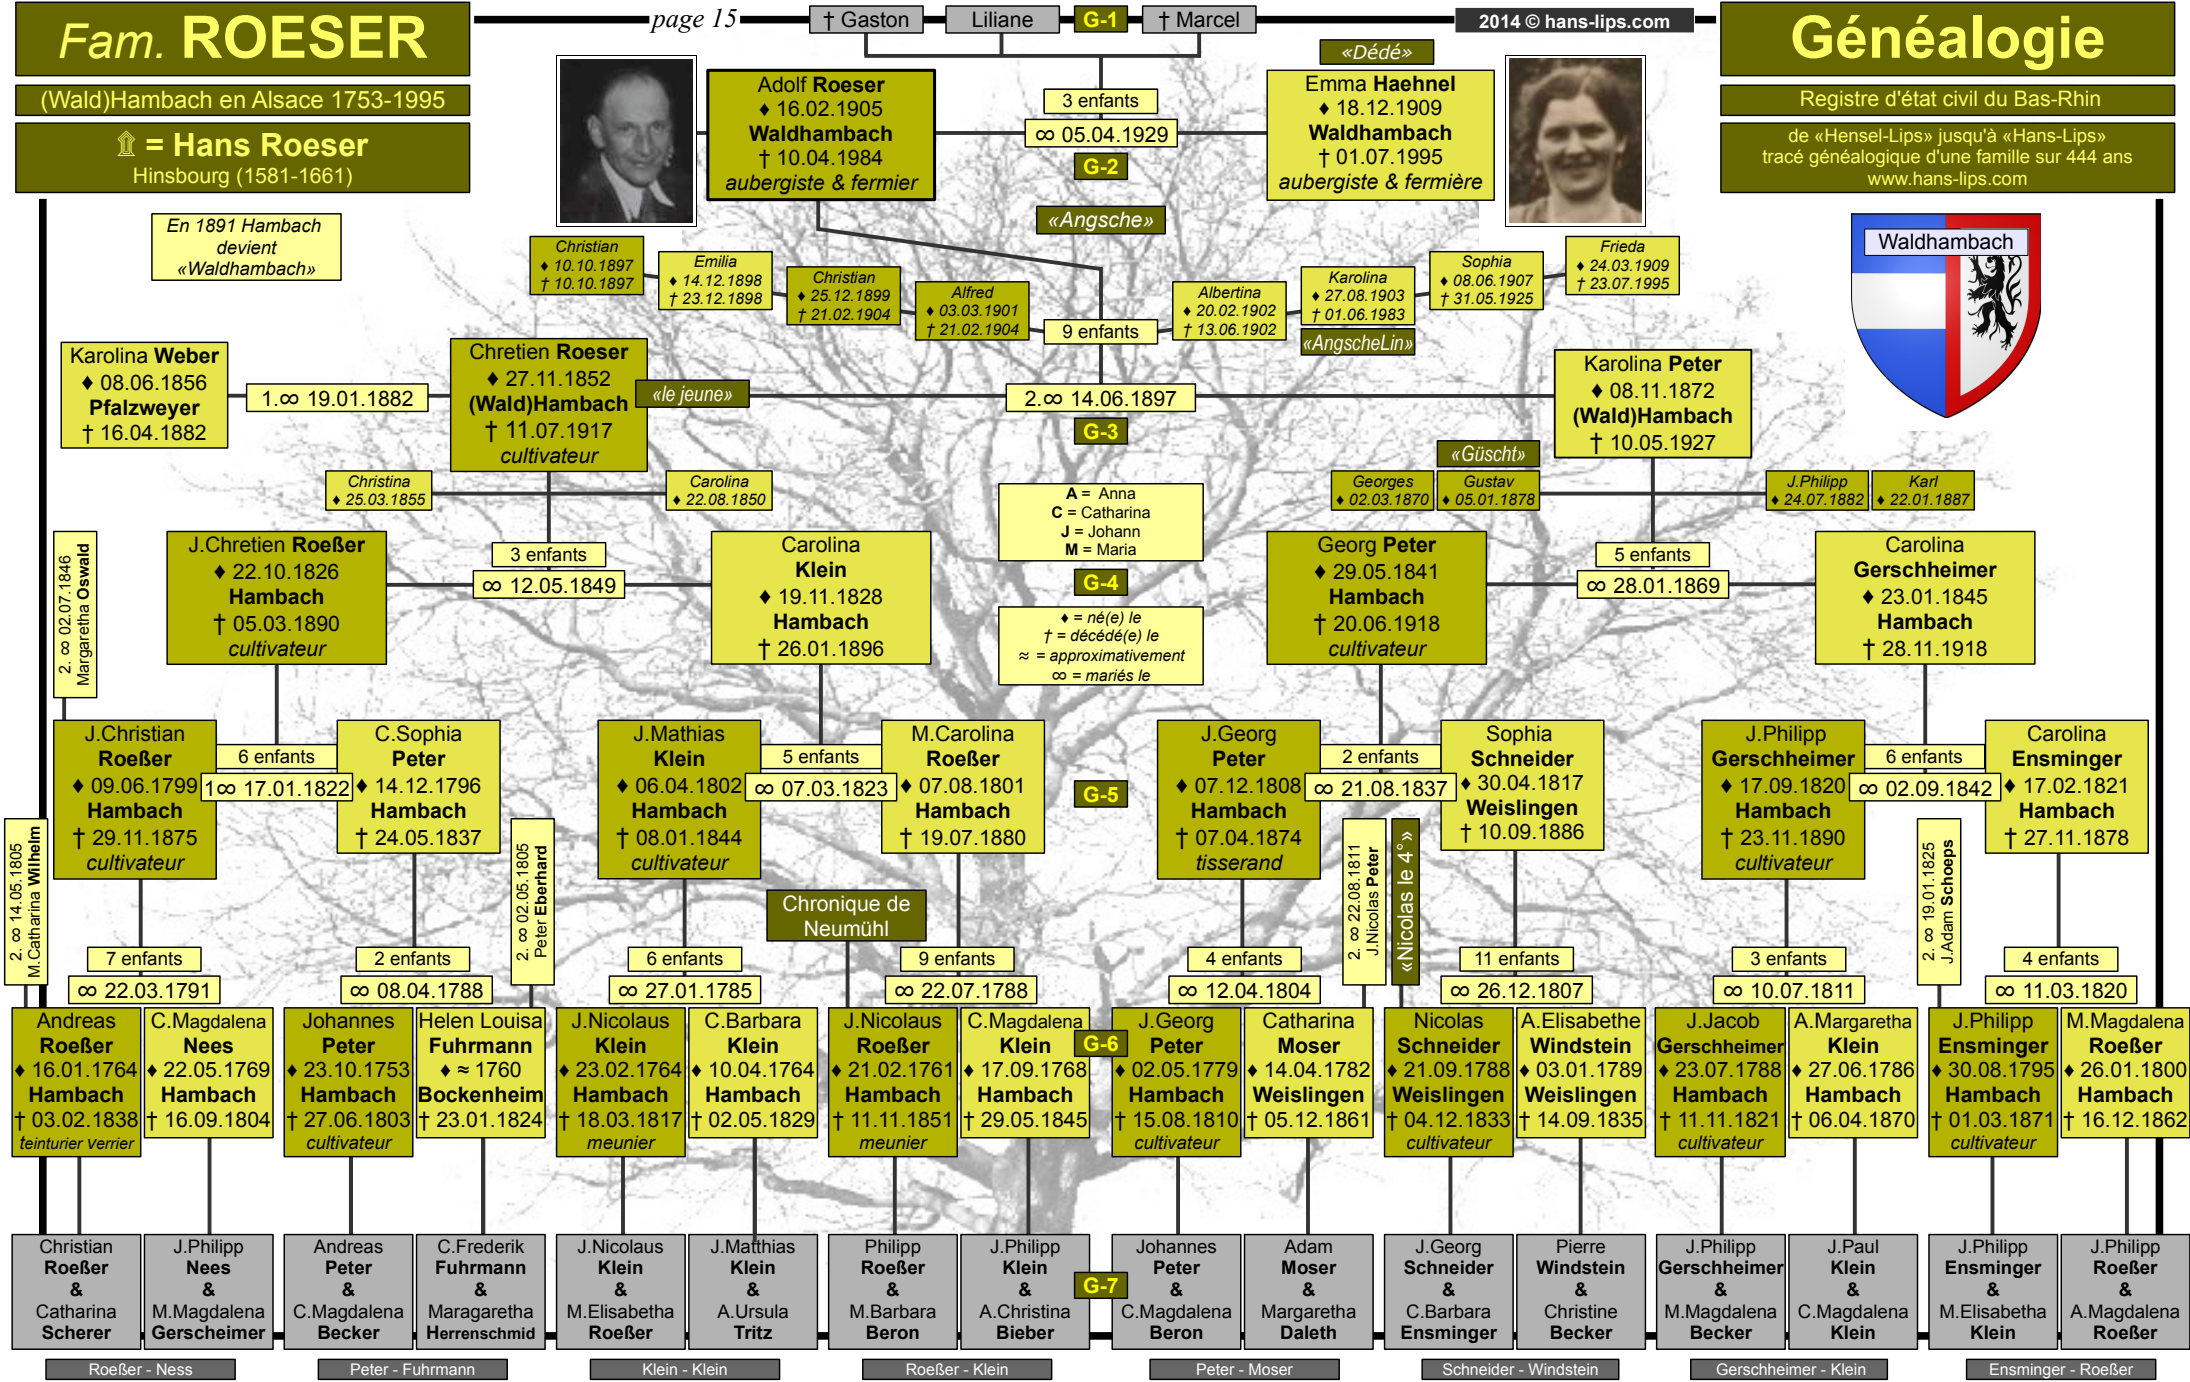 Fam. ROESER
page 15
† Gaston
Liliane
G-1
† Marcel
2014 © hans-lips.com
Généalogie
(Wald)Hambach en Alsace 1753-1995
Registre d'état civil du Bas-Rhin
= Hans Roeser
Hinsbourg (1581-1661)
de «Hensel-Lips» jusqu'à «Hans-Lips»
tracé généalogique d'une famille sur 444 ans
www.hans-lips.com
Adolf Roeser
♦ 16.02.1905
Waldhambach
† 10.04.1984
aubergiste & fermier
3 enfants
∞ 05.04.1929
G-2
«Dédé»
Emma Haehnel
♦ 18.12.1909
Waldhambach
† 01.07.1995
aubergiste & fermière
En 1891 Hambach
devient
«Waldhambach»
«Angsche»
Waldhambach
Christian
♦ 10.10.1897
† 10.10.1897
Emilia
♦ 14.12.1898
† 23.12.1898
Christian
♦ 25.12.1899
† 21.02.1904
Alfred
♦ 03.03.1901
† 21.02.1904
9 enfants
Albertina
♦ 20.02.1902
† 13.06.1902
Karolina
♦ 27.08.1903
† 01.06.1983
«AngscheLin»
Sophia
♦ 08.06.1907
† 31.05.1925
Frieda
♦ 24.03.1909
† 23.07.1995
Karolina Weber
♦ 08.06.1856
Pfalzweyer
† 16.04.1882
1.∞ 19.01.1882
Chretien Roeser
♦ 27.11.1852
(Wald)Hambach
† 11.07.1917
cultivateur
«le jeune»
2.∞ 14.06.1897
G-3
Karolina Peter
♦ 08.11.1872
(Wald)Hambach
† 10.05.1927
Christina
♦ 25.03.1855
Carolina
♦ 22.08.1850
A = Anna
C = Catharina
J = Johann
M = Maria
«Güscht»
Georges
♦ 02.03.1870
Gustav
♦ 05.01.1878
J.Philipp
♦ 24.07.1882
Karl
♦ 22.01.1887
2. ∞ 02.07.1846
Margaretha Oswald
J.Chretien Roeßer
♦ 22.10.1826
Hambach
† 05.03.1890
cultivateur
3 enfants
∞ 12.05.1849
Carolina
Klein
♦ 19.11.1828
Hambach
† 26.01.1896
G-4
♦ = né(e) le
† = décédé(e) le
≈ = approximativement
∞ = mariés le
Georg Peter
♦ 29.05.1841
Hambach
† 20.06.1918
cultivateur
5 enfants
∞ 28.01.1869
Carolina
Gerschheimer
♦ 23.01.1845
Hambach
† 28.11.1918
J.Christian
Roeßer
♦ 09.06.1799
Hambach
† 29.11.1875
cultivateur
6 enfants
1∞ 17.01.1822
C.Sophia
Peter
♦ 14.12.1796
Hambach
† 24.05.1837
J.Mathias
Klein
♦ 06.04.1802
Hambach
† 08.01.1844
cultivateur
5 enfants
∞ 07.03.1823
M.Carolina
Roeßer
♦ 07.08.1801
Hambach
† 19.07.1880
G-5
J.Georg
Peter
♦ 07.12.1808
Hambach
† 07.04.1874
tisserand
2 enfants
∞ 21.08.1837
Sophia
Schneider
♦ 30.04.1817
Weislingen
† 10.09.1886
J.Philipp
Gerschheimer
♦ 17.09.1820
Hambach
† 23.11.1890
cultivateur
6 enfants
∞ 02.09.1842
Carolina
Ensminger
♦ 17.02.1821
Hambach
† 27.11.1878
2. ∞ 14.05.1805
M.Catharina Wilhelm
2. ∞ 02.05.1805
Peter Eberhard
Chronique de
Neumühl
2. ∞ 22.08.1811
J.Nicolas Peter
«Nicolas le 4°»
2. ∞ 19.01.1825
J.Adam Schoeps
7 enfants
∞ 22.03.1791
2 enfants
∞ 08.04.1788
6 enfants
∞ 27.01.1785
9 enfants
∞ 22.07.1788
4 enfants
∞ 12.04.1804
11 enfants
∞ 26.12.1807
3 enfants
∞ 10.07.1811
4 enfants
∞ 11.03.1820
Andreas
Roeßer
♦ 16.01.1764
Hambach
† 03.02.1838
teinturier verrier
C.Magdalena
Nees
♦ 22.05.1769
Hambach
† 16.09.1804
Johannes
Peter
♦ 23.10.1753
Hambach
† 27.06.1803
cultivateur
Helen Louisa
Fuhrmann
♦ ≈ 1760
Bockenheim
† 23.01.1824
J.Nicolaus
Klein
♦ 23.02.1764
Hambach
† 18.03.1817
meunier
C.Barbara
Klein
♦ 10.04.1764
Hambach
† 02.05.1829
J.Nicolaus
Roeßer
♦ 21.02.1761
Hambach
† 11.11.1851
meunier
C.Magdalena
Klein
♦ 17.09.1768
Hambach
† 29.05.1845
G-6
J.Georg
Peter
♦ 02.05.1779
Hambach
† 15.08.1810
cultivateur
Catharina
Moser
♦ 14.04.1782
Weislingen
† 05.12.1861
Nicolas
Schneider
♦ 21.09.1788
Weislingen
† 04.12.1833
cultivateur
A.Elisabethe
Windstein
♦ 03.01.1789
Weislingen
† 14.09.1835
J.Jacob
Gerschheimer
♦ 23.07.1788
Hambach
† 11.11.1821
cultivateur
A.Margaretha
Klein
♦ 27.06.1786
Hambach
† 06.04.1870
J.Philipp
Ensminger
♦ 30.08.1795
Hambach
† 01.03.1871
cultivateur
M.Magdalena
Roeßer
♦ 26.01.1800
Hambach
† 16.12.1862
Christian
Roeßer
&
Catharina
Scherer
J.Philipp
Nees
&
M.Magdalena
Gerscheimer
Andreas
Peter
&
C.Magdalena
Becker
C.Frederik
Fuhrmann
&
Maragaretha
Herrenschmid
J.Nicolaus
Klein
&
M.Elisabetha
Roeßer
J.Matthias
Klein
&
A.Ursula
Tritz
Philipp
Roeßer
&
M.Barbara
Beron
J.Philipp
Klein
&
A.Christina
Bieber
G-7
Johannes
Peter
&
C.Magdalena
Beron
Adam
Moser
&
Margaretha
Daleth
J.Georg
Schneider
&
C.Barbara
Ensminger
Pierre
Windstein
&
Christine
Becker
J.Philipp
Gerschheimer
&
M.Magdalena
Becker
J.Paul
Klein
&
C.Magdalena
Klein
J.Philipp
Ensminger
&
M.Elisabetha
Klein
J.Philipp
Roeßer
&
A.Magdalena
Roeßer
Roeßer - Ness
Peter - Fuhrmann
Klein - Klein
Roeßer - Klein
Peter - Moser
Schneider - Windstein
Gerschheimer - Klein
Ensminger - Roeßer